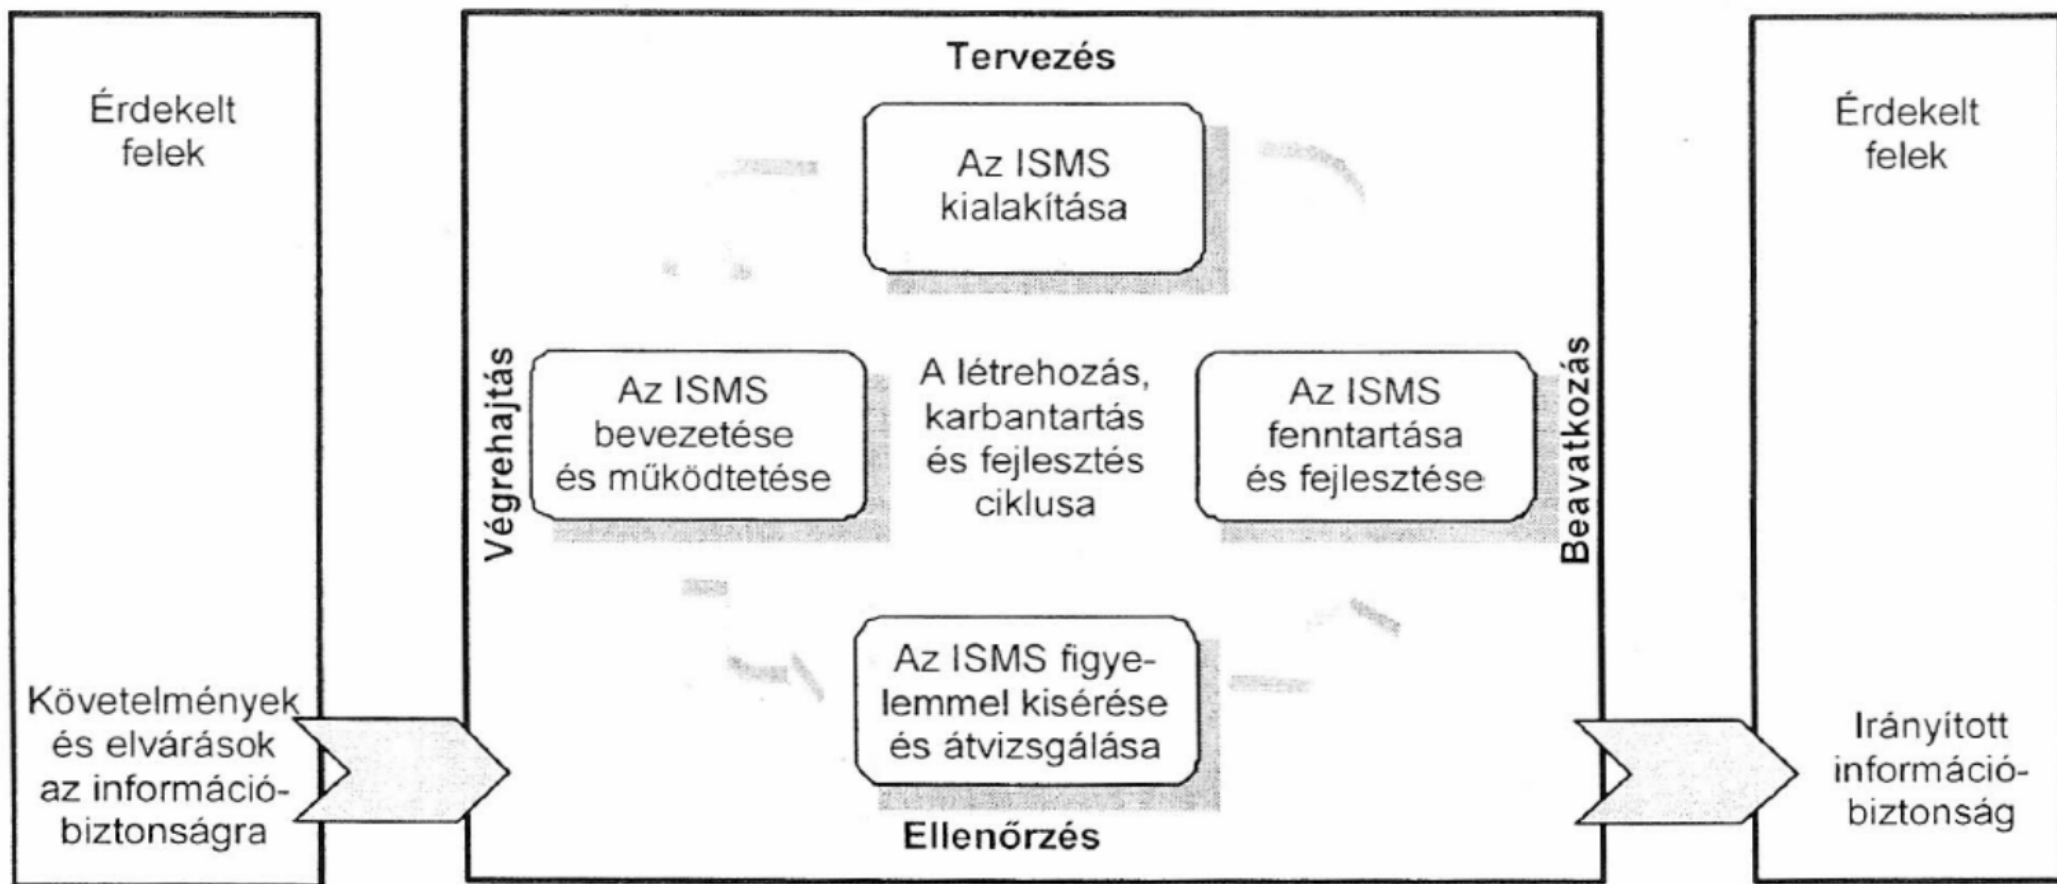 Érdekelt
felek
Követelmények
és elvárások
az információ-
biztonságra
Tervezés
Az ISMS
kialakítása
Végrehajtás
Az ISMS
bevezetése
és működtetése
A létrehozás,
karbantartás
és fejlesztés
ciklusa
Az ISMS
fenntartása
és fejlesztése
Beavatkozás
Az ISMS figye-
lemmel kisérése
és átvizsgálása
Ellenőrzés
Érdekelt
felek
Irányított
információ-
biztonság